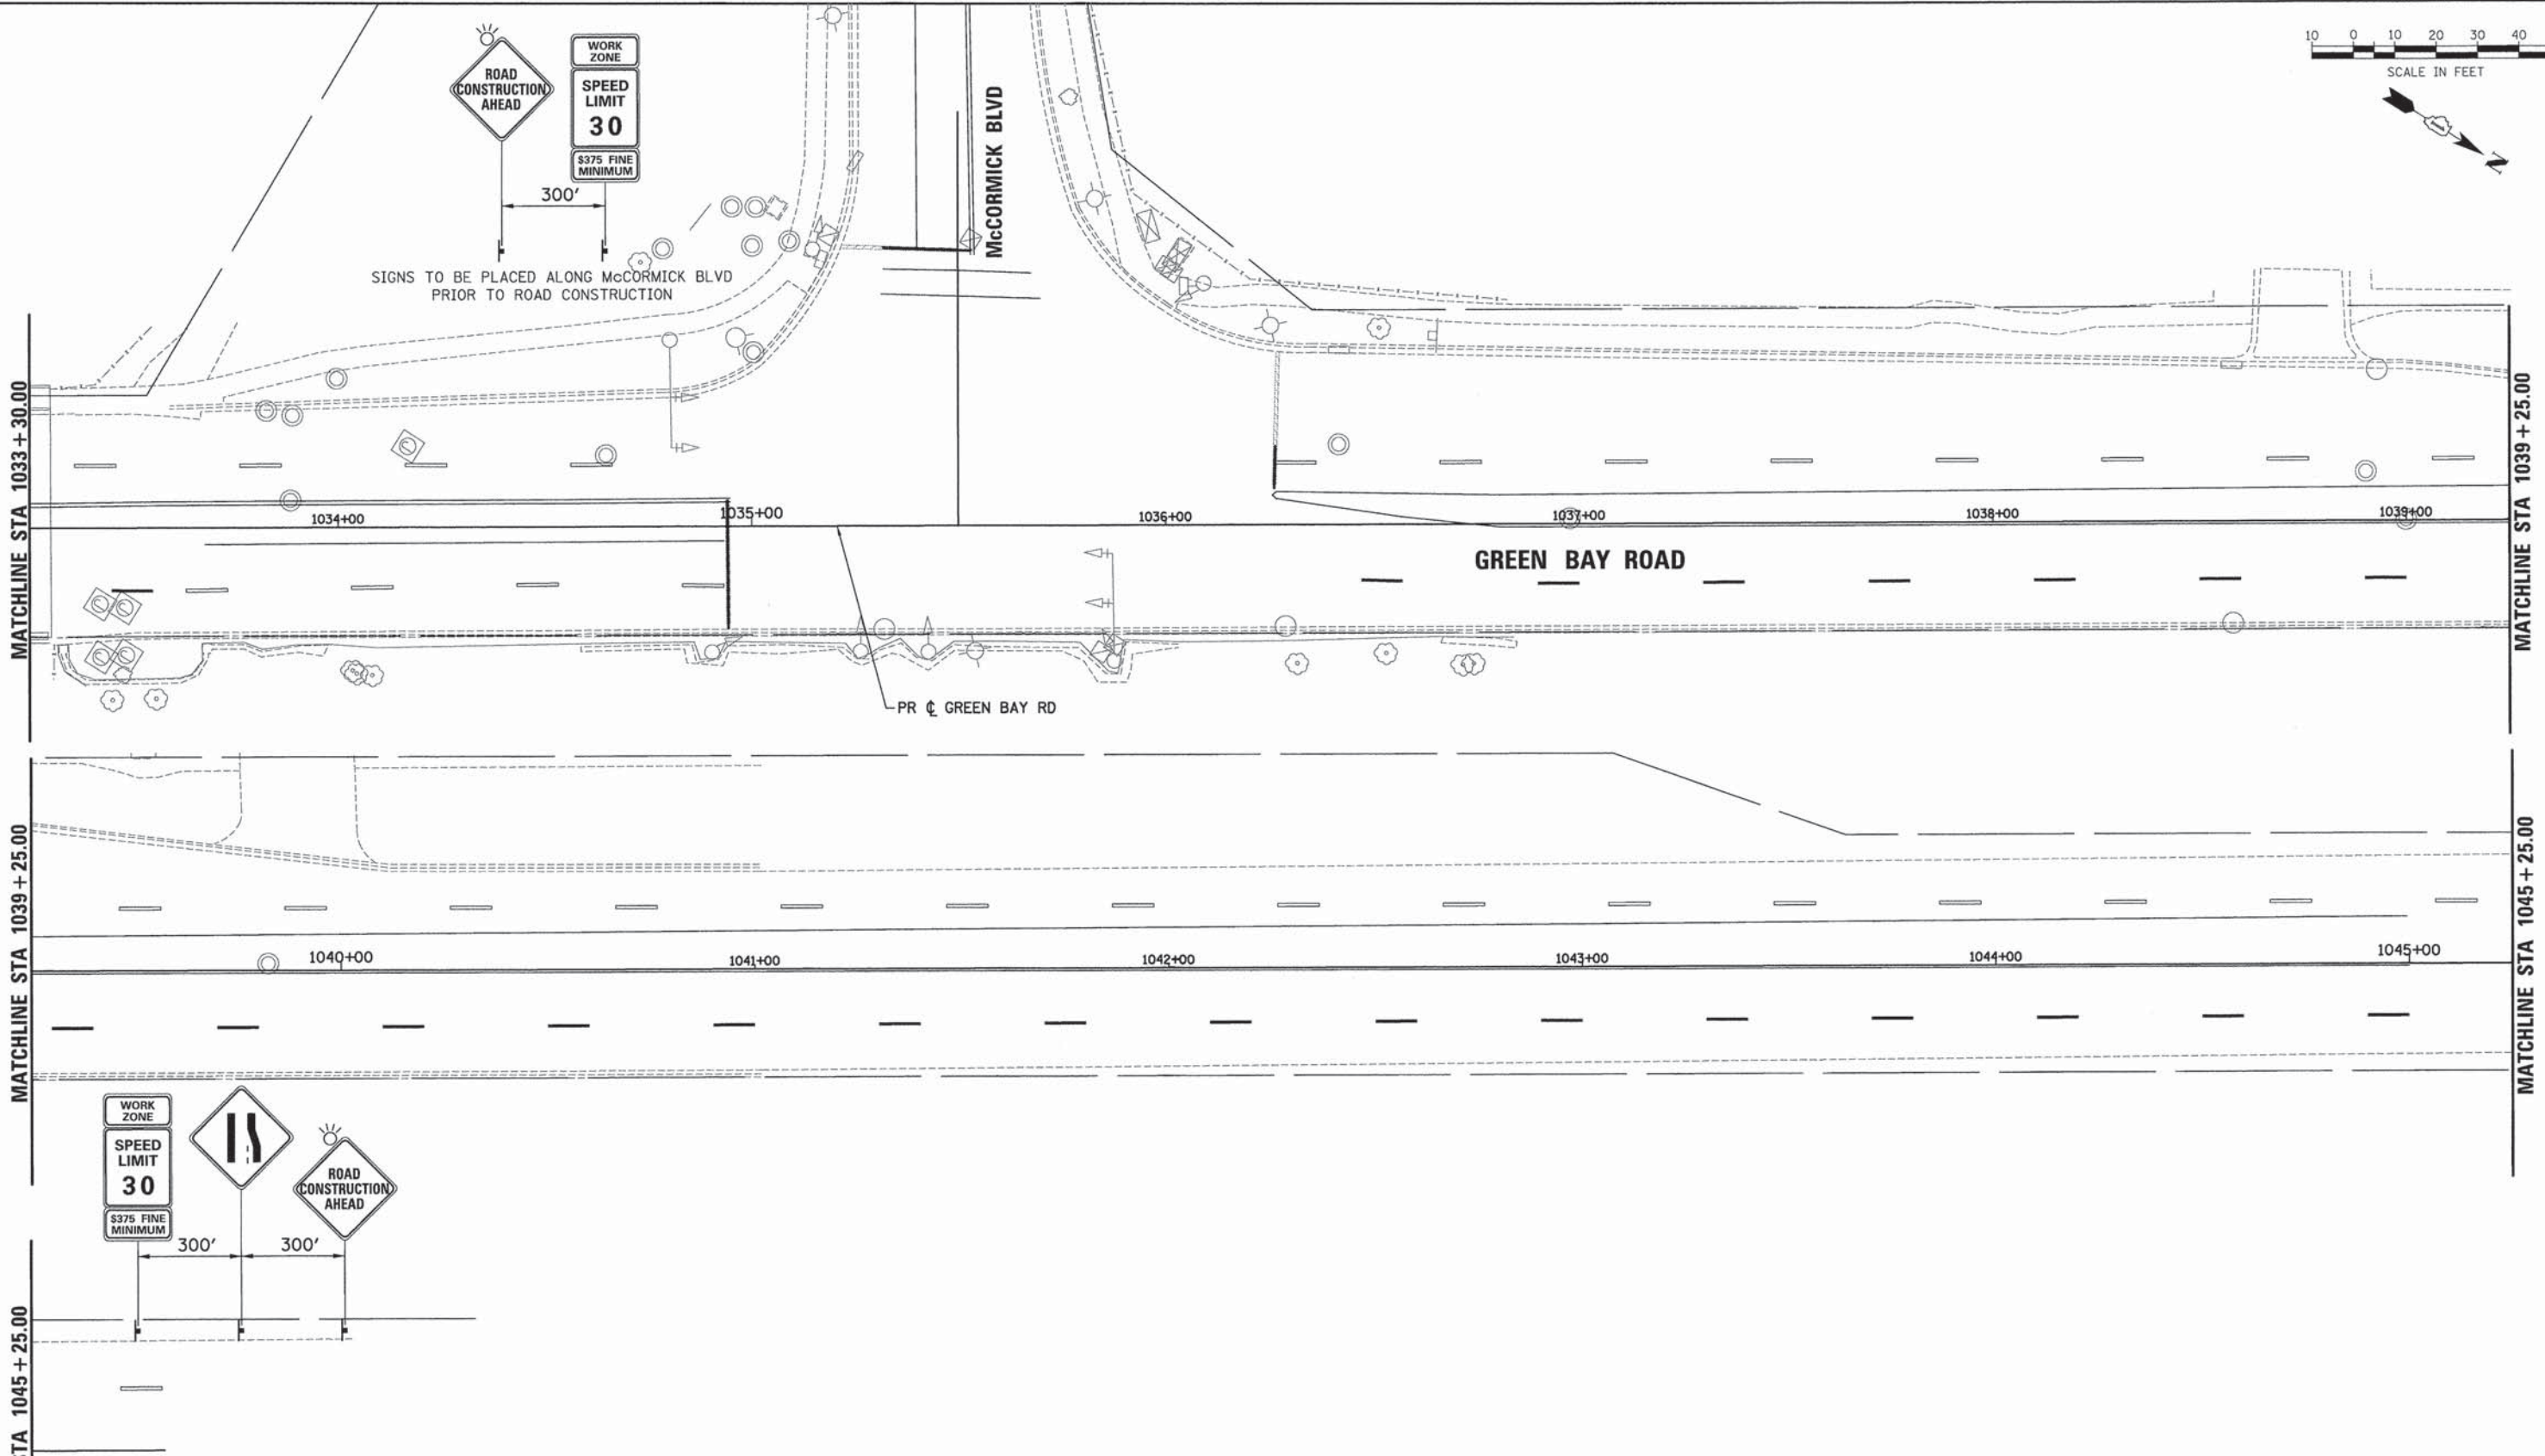 10 0 10 20 30 40
SCALE IN FEET
N
ROAD
CONSTRUCTION
AHEAD
WORK
ZONE
SPEED
LIMIT
30
$375 FINE
MINIMUM
300'
SIGNS TO BE PLACED ALONG McCORMICK BLVD
PRIOR TO ROAD CONSTRUCTION
McCORMICK BLVD
MATCHLINE STA 1033+30.00
1034+00
1035+00
1036+00
1037+00
1038+00
1039+00
GREEN BAY ROAD
MATCHLINE STA 1039+25.00
PR ℄ GREEN BAY RD
MATCHLINE STA 1039+25.00
1040+00
1041+00
1042+00
1043+00
1044+00
1045+00
MATCHLINE STA 1045+25.00
WORK
ZONE
SPEED
LIMIT
30
$375 FINE
MINIMUM
ROAD
CONSTRUCTION
AHEAD
300'
300'
STA 1045+25.00